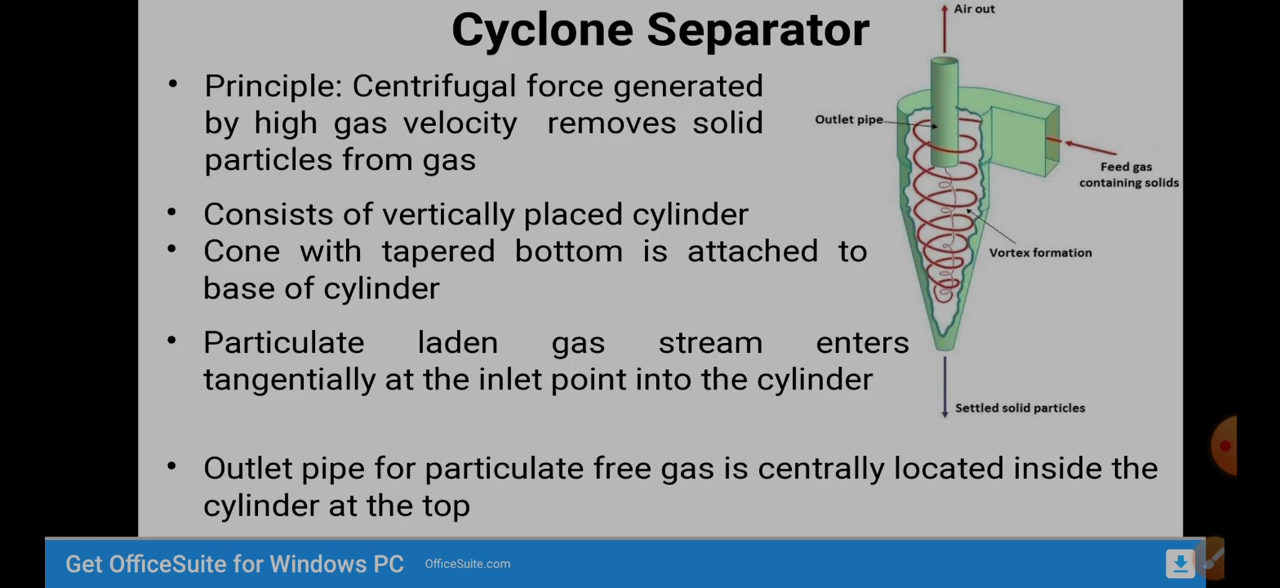 Cyclone Separator
• Principle: Centrifugal force generated
by high gas velocity removes solid
particles from gas
• Consists of vertically placed cylinder
• Cone with tapered bottom is attached to
base of cylinder
• Particulate laden gas stream enters
tangentially at the inlet point into the cylinder
• Outlet pipe for particulate free gas is centrally located inside the
cylinder at the top
Air out
Outlet pipe
Feed gas
containing solids
Vortex formation
Settled solid particles
Get OfficeSuite for Windows PC OfficeSuite.com